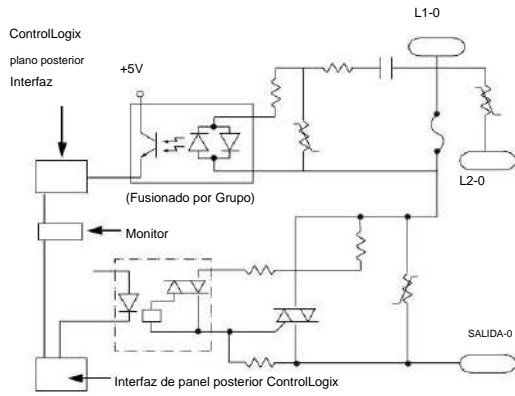 L1-0
ControlLogix
plano posterior
Interfaz
+5V
L2-0
(Fusionado por Grupo)
Monitor
SALIDA-0
Interfaz de panel posterior ControlLogix